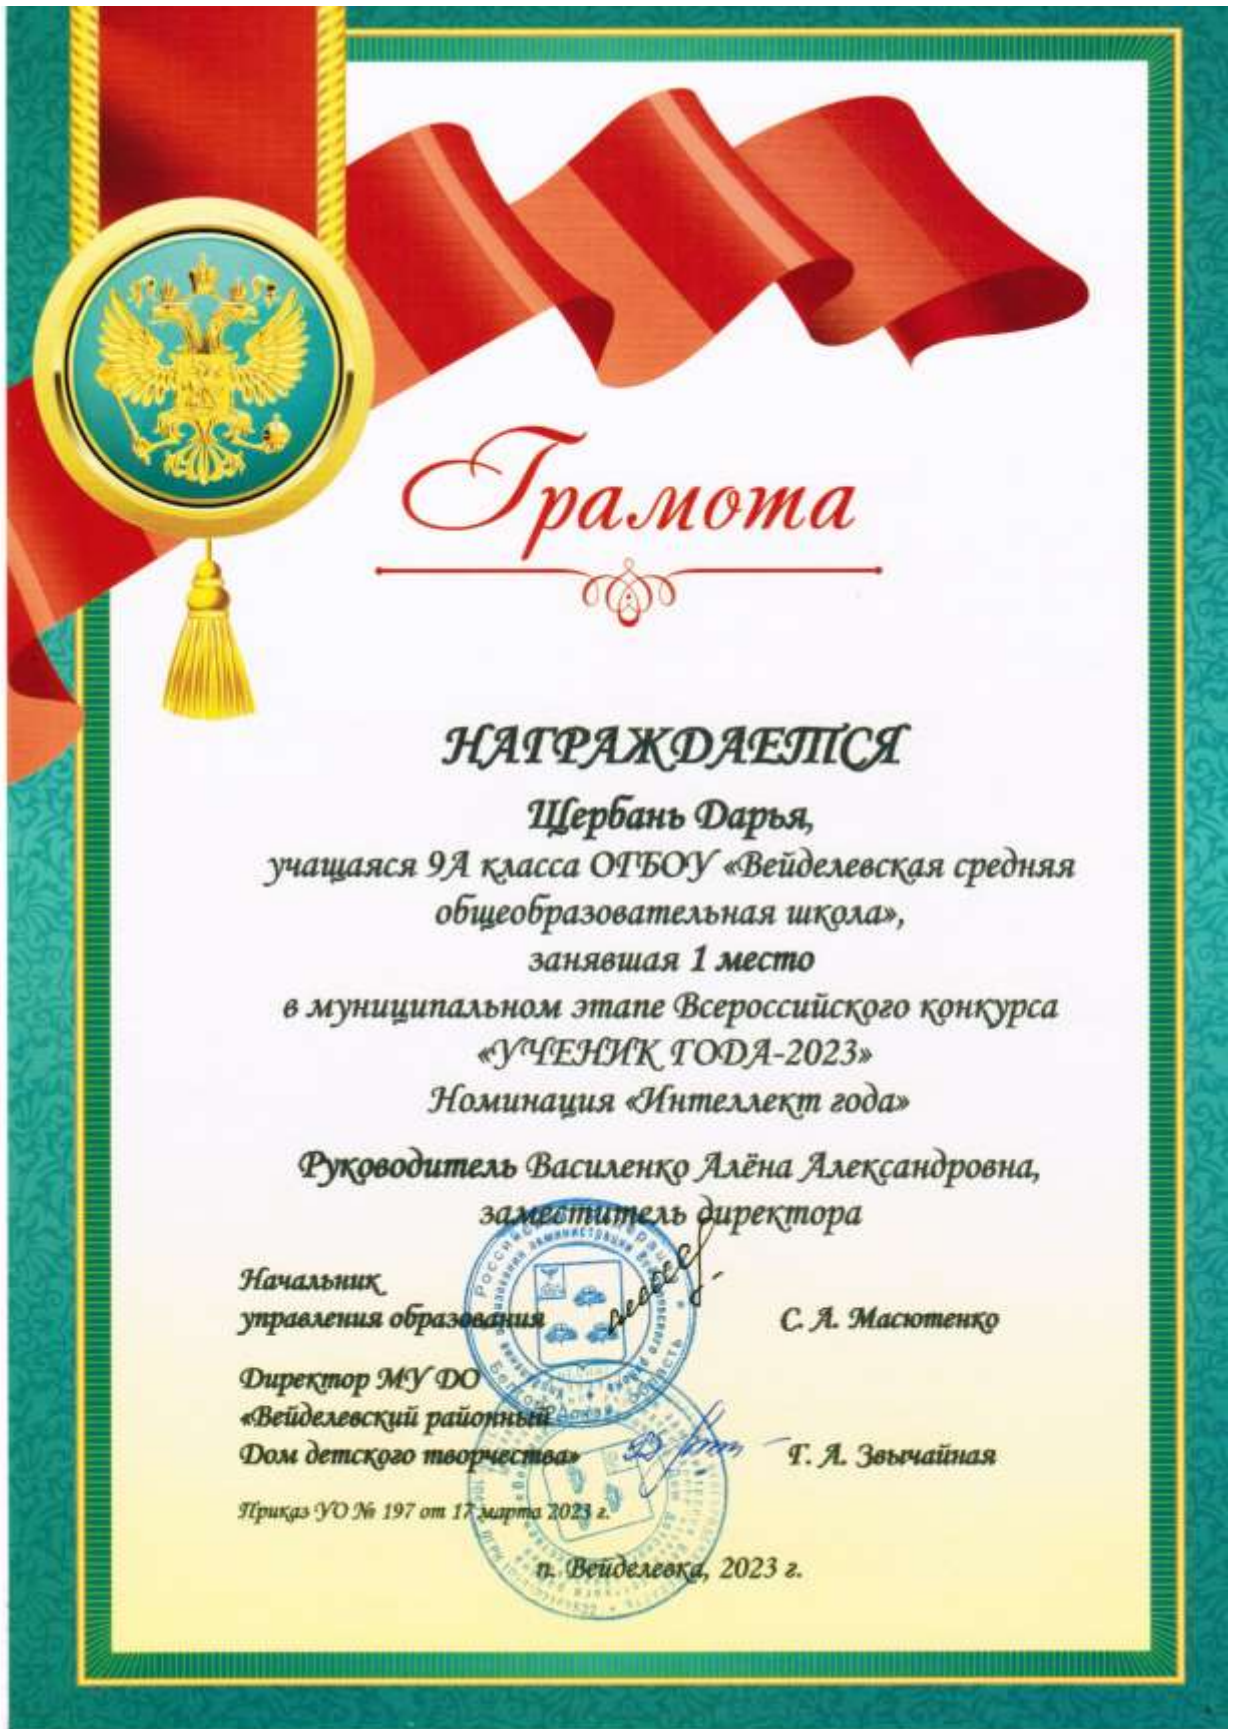 Грамота
НАГРАЖДАЕТСЯ
Щербань Дарья,
учащаяся 9А класса ОГБОУ «Вейделевская средняя
общеобразовательная школа»,
занявшая 1 место
в муниципальном этапе Всероссийского конкурса
«УЧЕНИК ГОДА-2023»
Номинация «Интеллект года»
Руководитель Василенко Алёна Александровна,
заместитель директора
Начальник
управления образования С. А. Масютенко
Директор МУ ДО
«Вейделевский районный
Дом детского творчества» Г. А. Звычайная
Приказ УО № 197 от 17 марта 2023 г.
п. Вейделевка, 2023 г.